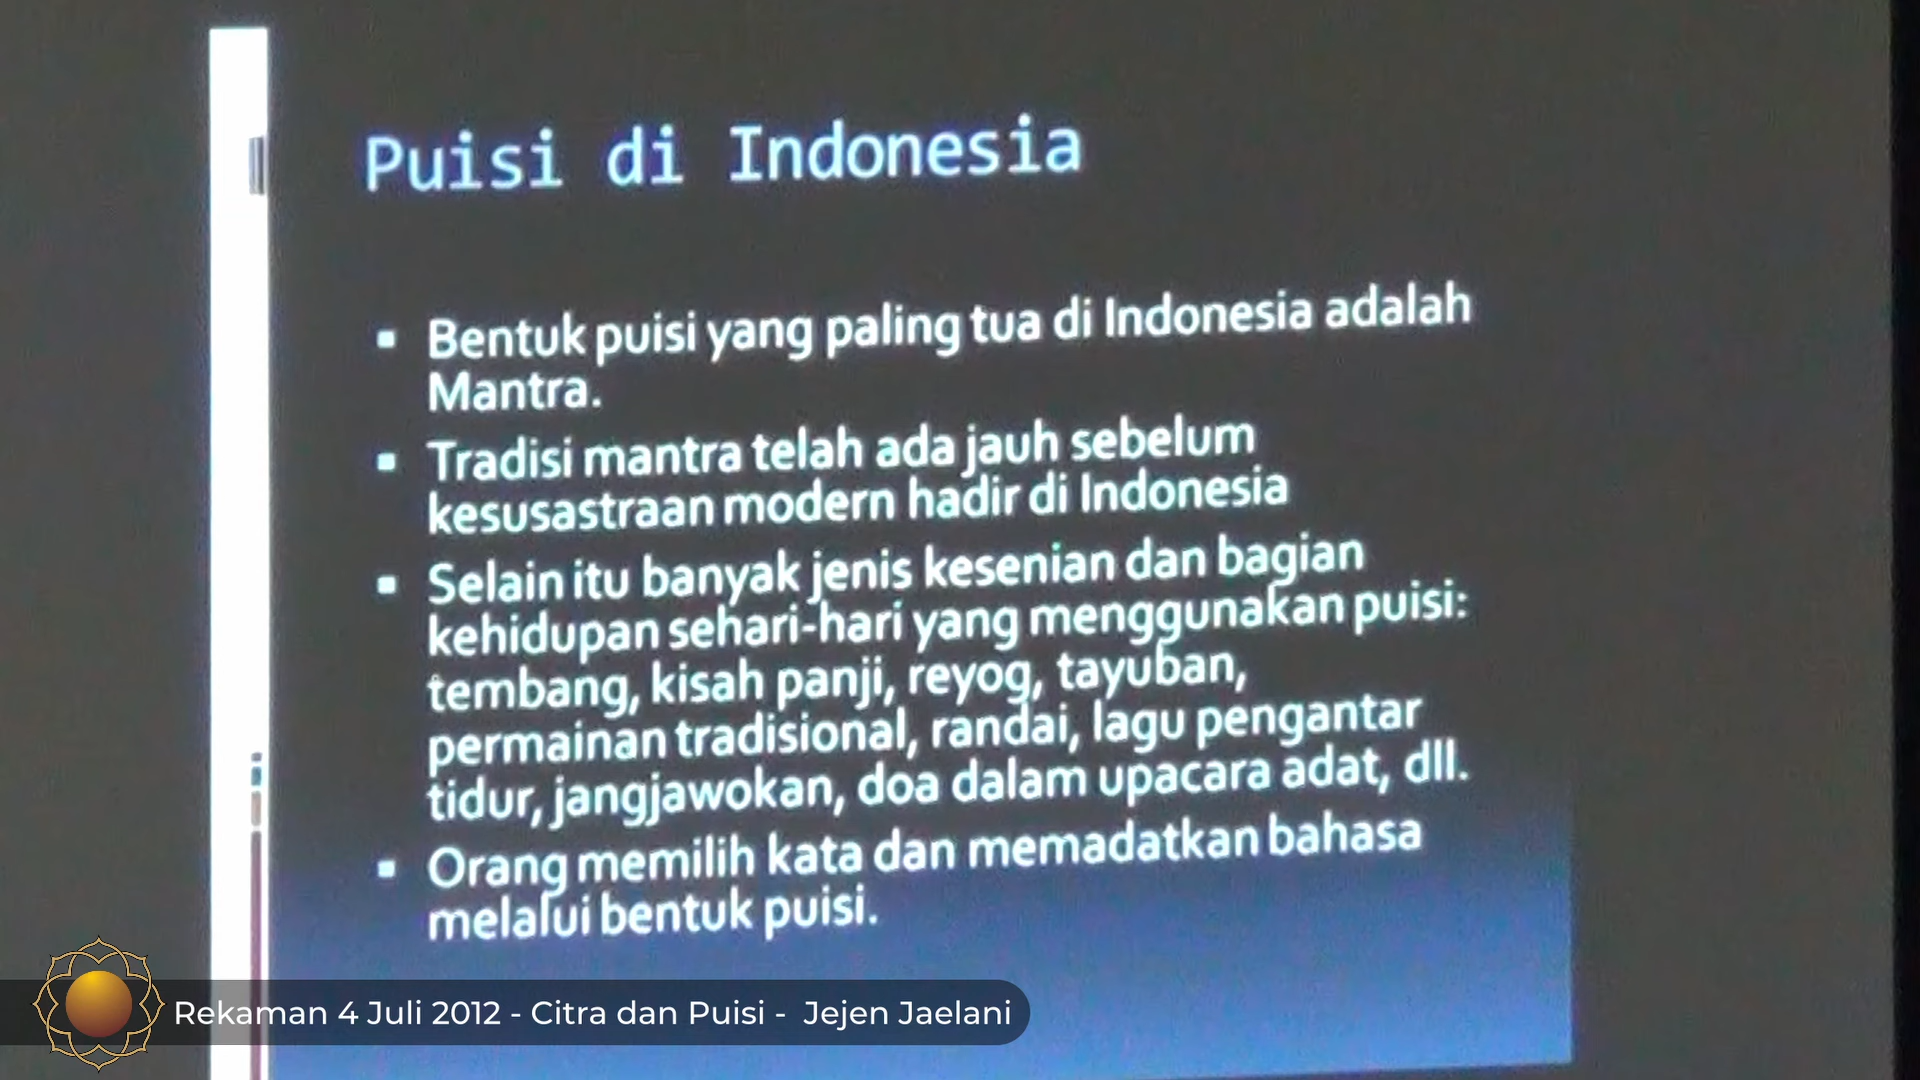 Puisi di Indonesia
▪ Bentuk puisi yang paling tua di Indonesia adalah
Mantra.
▪ Tradisi mantra telah ada jauh sebelum
kesusastraan modern hadir di Indonesia
▪ Selain itu banyak jenis kesenian dan bagian
kehidupan sehari-hari yang menggunakan puisi:
tembang, kisah panji, reyog, tayuban,
permainan tradisional, randai, lagu pengantar
tidur, jangjawokan, doa dalam upacara adat, dll.
▪ Orang memilih kata dan memadatkan bahasa
melalui bentuk puisi.
Rekaman 4 Juli 2012 - Citra dan Puisi - Jejen Jaelani